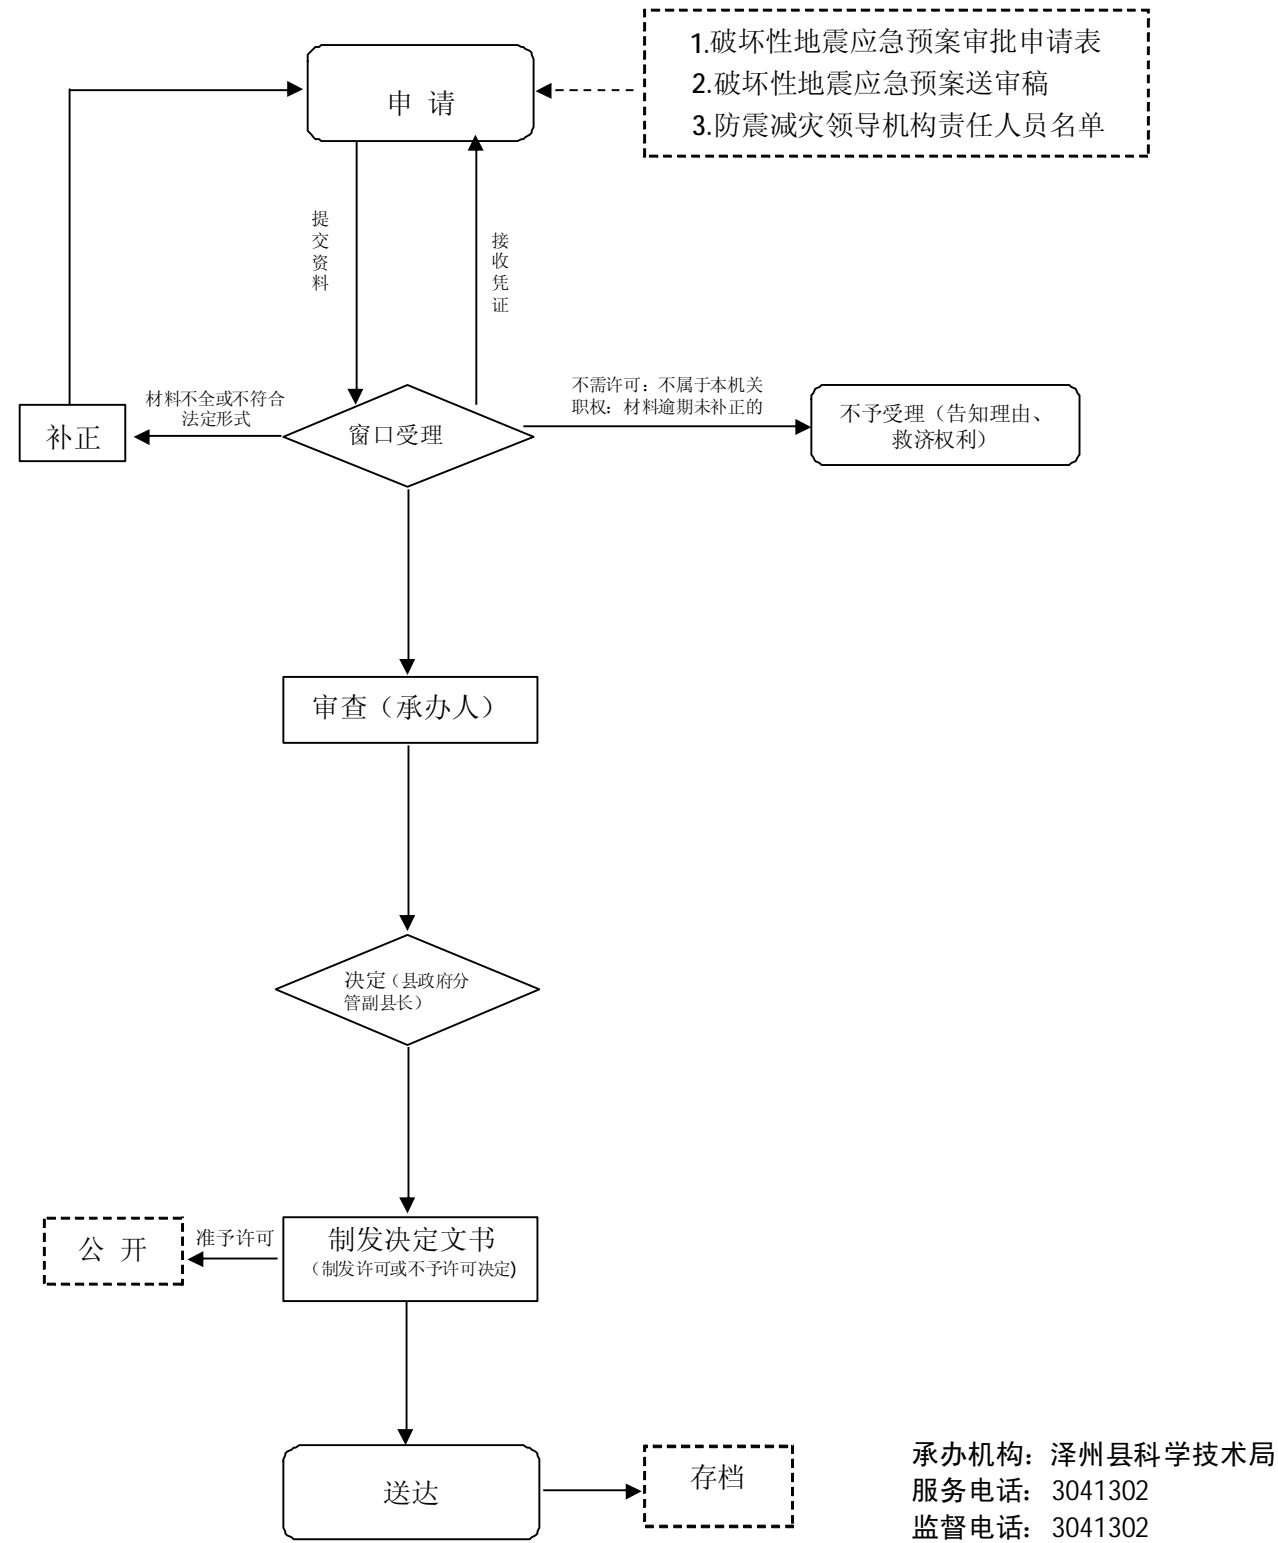 1.破坏性地震应急预案审批申请表
2.破坏性地震应急预案送审稿
3.防震减灾领导机构责任人员名单
申 请
提交资料
接收凭证
材料不全或不符合
法定形式
补正
窗口受理
不需许可：不属于本机关
职权：材料逾期未补正的
不予受理（告知理由、
救济权利）
审查（承办人）
决定（县政府分
管副县长）
公 开
准予许可
制发决定文书
（制发许可或不予许可决定)
送达
存档
承办机构：泽州县科学技术局
服务电话：3041302
监督电话：3041302